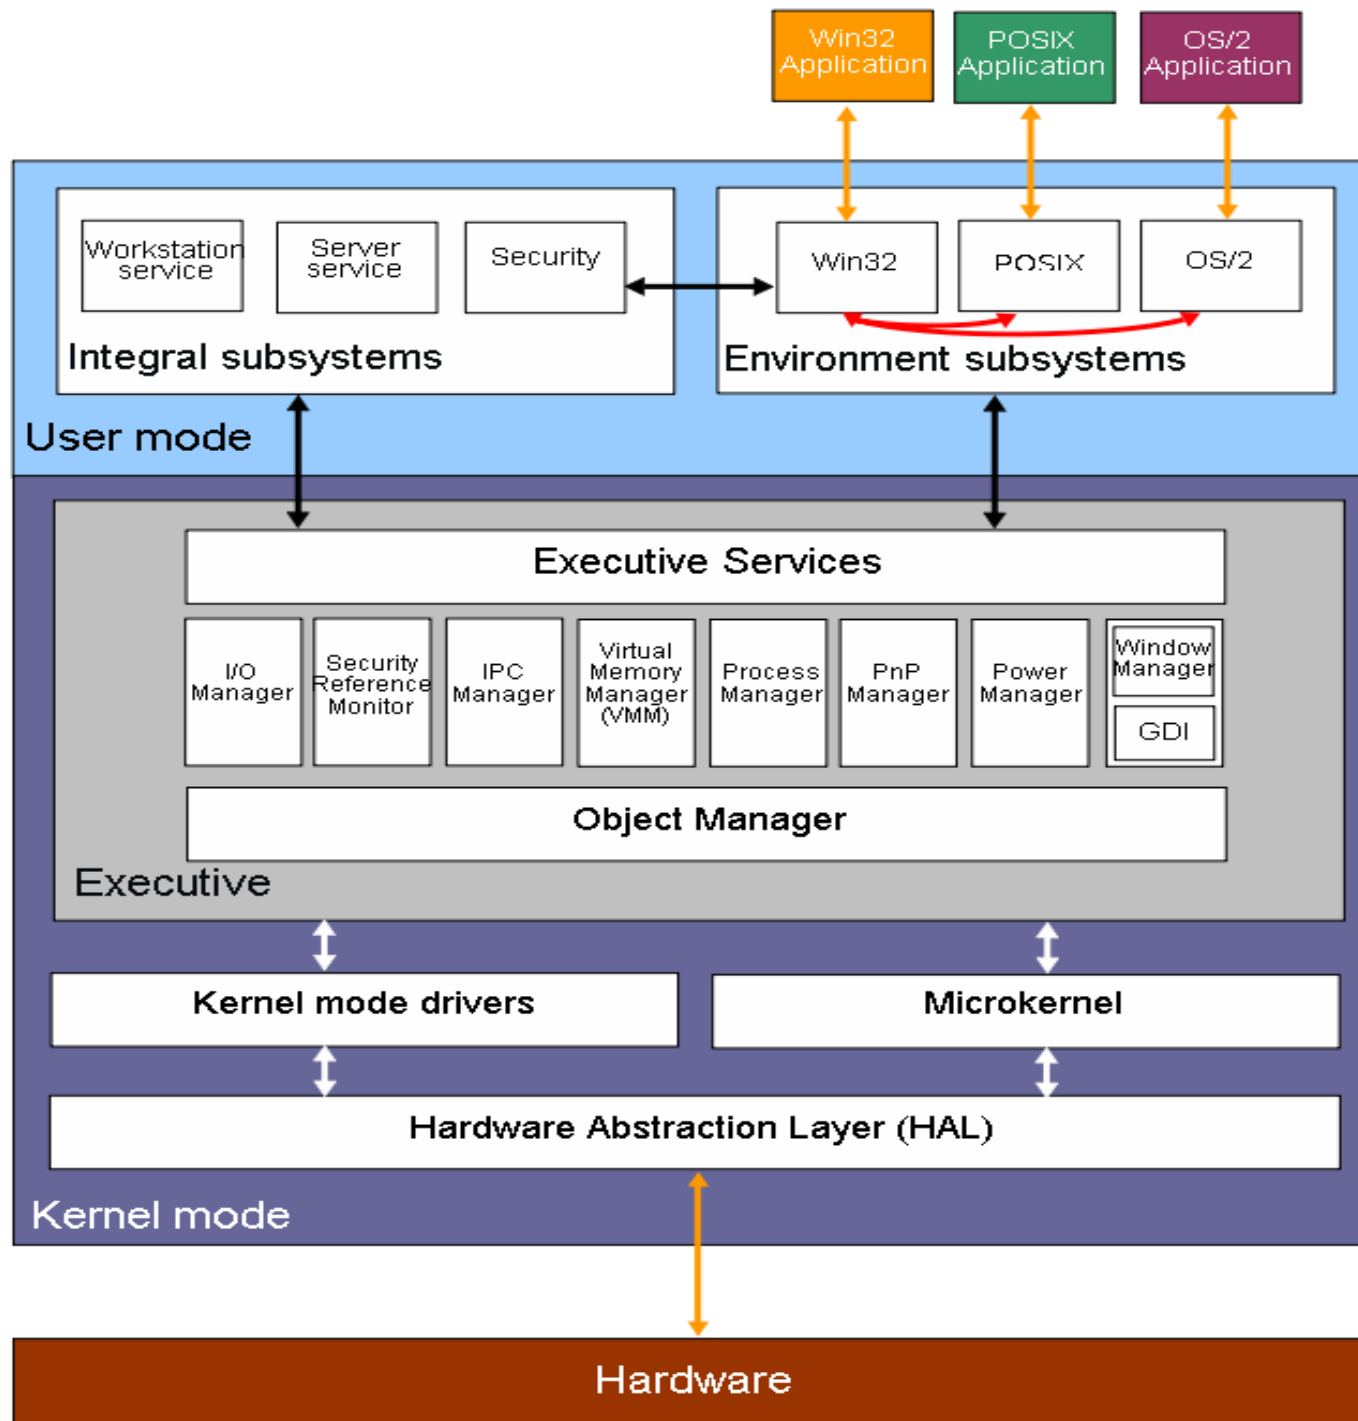 Win32
Application
POSIX
Application
OS/2
Application
Workstation
service
Server
service
Security
Win32
POSIX
OS/2
Integral subsystems
Environment subsystems
User mode
Executive Services
I/O
Manager
Security
Reference
Monitor
IPC
Manager
Virtual
Memory
Manager
(VMM)
Process
Manager
PnP
Manager
Power
Manager
Window
Manager
GDI
Object Manager
Executive
Kernel mode drivers
Microkernel
Hardware Abstraction Layer (HAL)
Kernel mode
Hardware